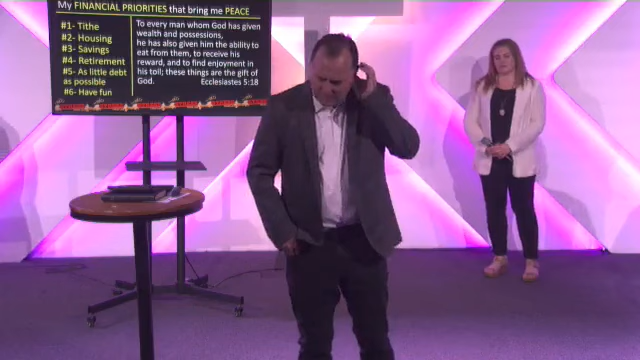 My FINANCIAL PRIORITIES that bring me PEACE
#1- Tithe
#2- Housing
#3- Savings
#4- Retirement
#5- As little debt
as possible
#6- Have fun
To every man whom God has given
wealth and possessions,
he has also given him the ability to
eat from them, to receive his
reward, and to find enjoyment in
his toil; these things are the gift of
God.
Ecclesiastes 5:18